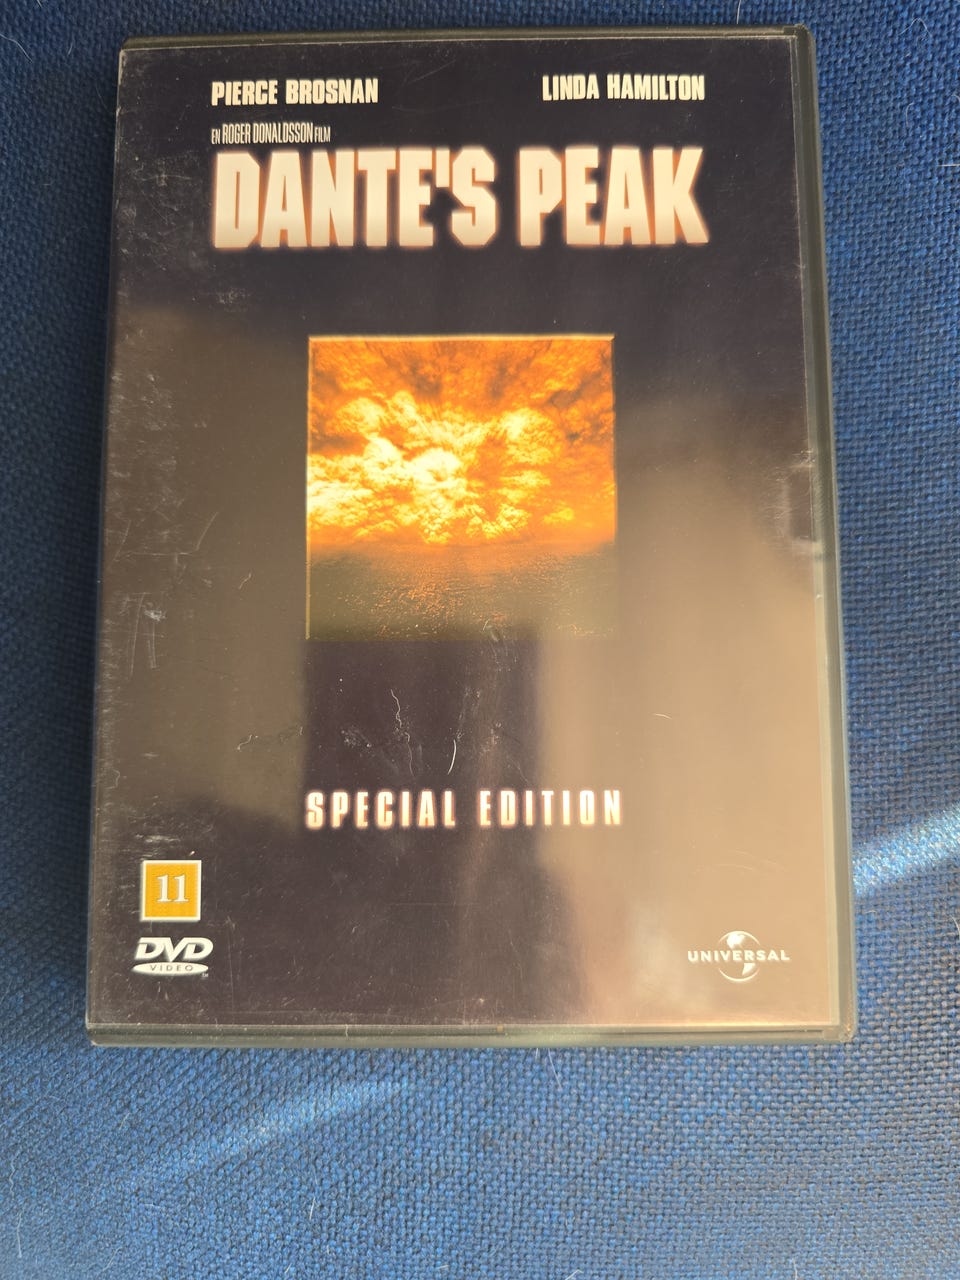 PIERCE BROSNAN LINDA HAMILTON
EN ROGER DONALDSSON FILM
DANTE'S PEAK
SPECIAL EDITION
11
DVD
VIDEO
UNIVERSAL